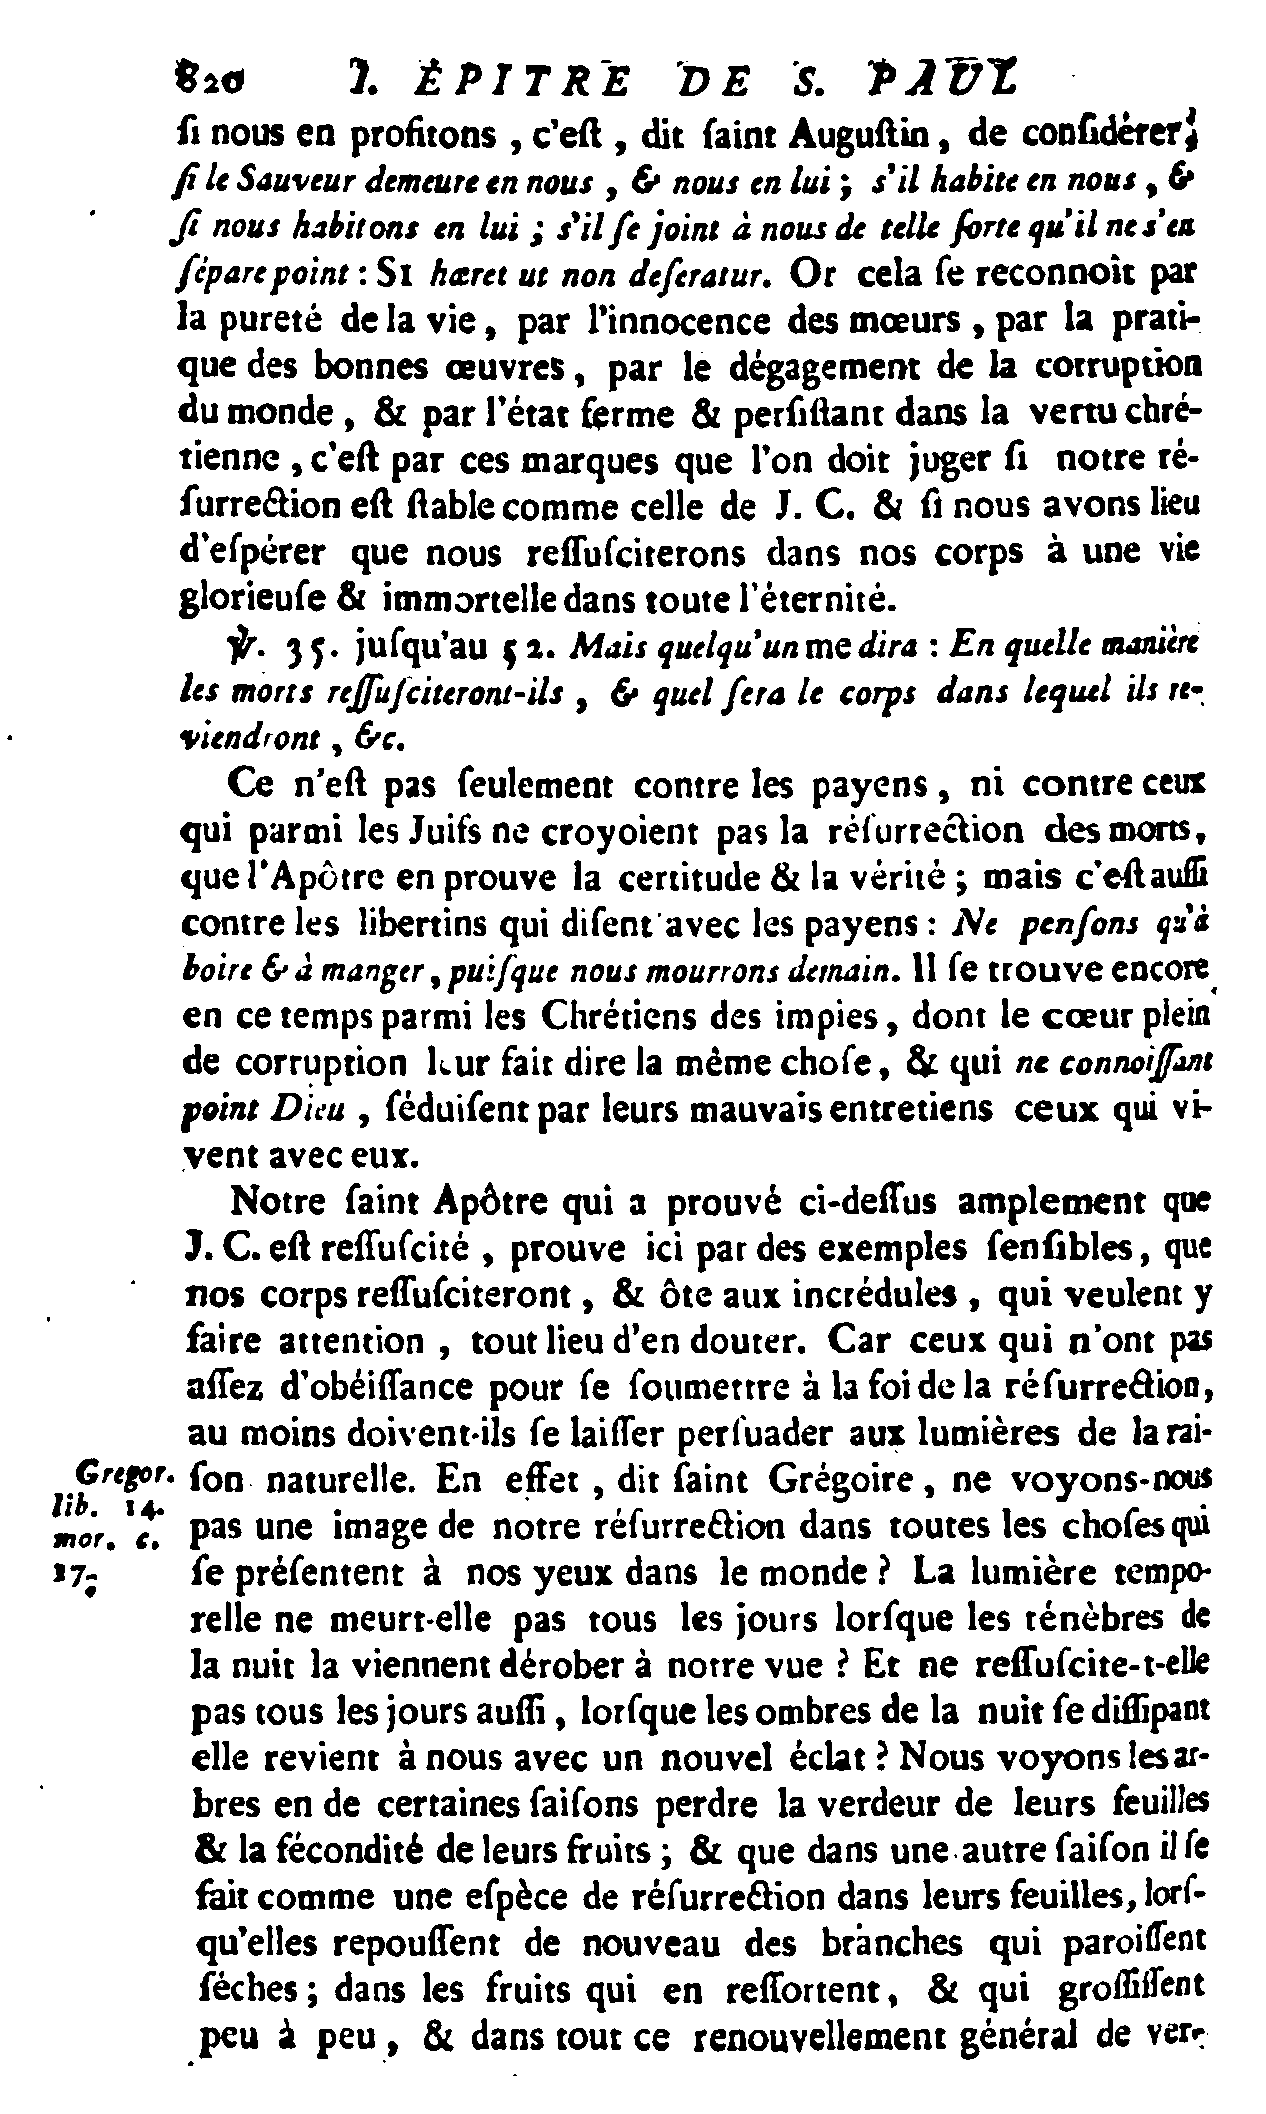 820 I. ÉPITRE DE S. PAUL
ſi nous en profitons, c'eſt, dit ſaint Auguſtin, de conſidérer,
ſi le Sauveur demeure en nous, & nous en lui; s'il habite en nous, &
ſi nous habitons en lui; s'il ſe joint à nous de telle ſorte qu'il ne s'en
ſépare point: SI hæret ut non deſeratur. Or cela ſe reconnoît par
la pureté de la vie, par l'innocence des mœurs, par la prati-
que des bonnes œuvres, par le dégagement de la corruption
du monde, & par l'état ferme & perſiſtant dans la vertu chré-
tienne, c'eſt par ces marques que l'on doit juger ſi notre ré-
ſurrection eſt ſtable comme celle de J. C. & ſi nous avons lieu
d'eſpérer que nous reſſuſciterons dans nos corps à une vie
glorieuſe & immortelle dans toute l'éternité.
℣. 35. juſqu'au 52. Mais quelqu'un me dira: En quelle manière
les morts reſſuſciteront-ils, & quel ſera le corps dans lequel ils re-
viendront, &c.
Ce n'eſt pas ſeulement contre les payens, ni contre ceux
qui parmi les Juifs ne croyoient pas la réſurrection des morts,
que l'Apôtre en prouve la certitude & la vérité; mais c'eſt auſſi
contre les libertins qui diſent avec les payens: Ne penſons qu'à
boire & à manger, puiſque nous mourrons demain. Il ſe trouve encore
en ce temps parmi les Chrétiens des impies, dont le cœur plein
de corruption leur fait dire la même choſe, & qui ne connoiſſant
point Dieu, ſéduiſent par leurs mauvais entretiens ceux qui vi-
vent avec eux.
Notre ſaint Apôtre qui a prouvé ci-deſſus amplement que
J. C. eſt reſſuſcité, prouve ici par des exemples ſenſibles, que
nos corps reſſuſciteront, & ôte aux incrédules, qui veulent y
faire attention, tout lieu d'en douter. Car ceux qui n'ont pas
aſſez d'obéiſſance pour ſe ſoumettre à la foi de la réſurrection,
au moins doivent-ils ſe laiſſer perſuader aux lumières de la rai-
ſon naturelle. En effet, dit ſaint Grégoire, ne voyons-nous
pas une image de notre réſurrection dans toutes les choſes qui
ſe préſentent à nos yeux dans le monde? La lumière tempo-
relle ne meurt-elle pas tous les jours lorſque les ténèbres de
la nuit la viennent dérober à notre vue? Et ne reſſuſcite-t-elle
pas tous les jours auſſi, lorſque les ombres de la nuit ſe diſſipant
elle revient à nous avec un nouvel éclat? Nous voyons les ar-
bres en de certaines ſaiſons perdre la verdeur de leurs feuilles
& la fécondité de leurs fruits; & que dans une autre ſaiſon il ſe
fait comme une eſpèce de réſurrection dans leurs feuilles, lorſ-
qu'elles repouſſent de nouveau des branches qui paroiſſent
ſéches; dans les fruits qui en reſſortent, & qui groſſiſſent
peu à peu, & dans tout ce renouvellement général de ver-
Gregor.
lib. 14.
mor. c.
17.